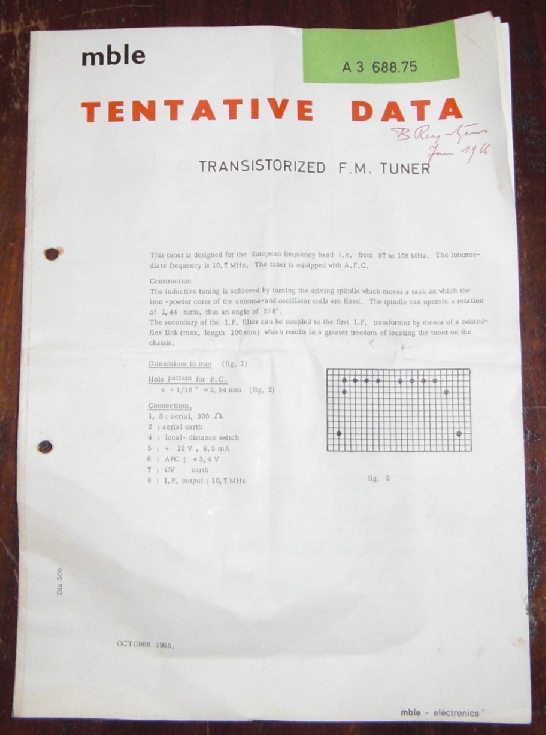 mble
A 3 688.75
TENTATIVE DATA
Jan 1966
TRANSISTORIZED F.M. TUNER
This tuner is designed for the European frequency band i.e. from 87 to 108 MHz. The interme-
diate frequency is 10,7 MHz. The tuner is equipped with A.F.C.
Construction
The inductive tuning is achieved by turning the driving spindle which moves a rack on which the
iron-powder cores of the antenna-and oscillator coils are fixed. The spindle can operate a rotation
of turns, thus an angle of
The secondary of the I.F. filter can be coupled to the first I.F. transformer by means of a
flex link (max. length 100 mm) which results in a greater freedom of locating the tuner on the
chassis.
Dimensions in mm (fig. 1)
Hole pattern for P.C.
e = 1/10" = 2,54 mm (fig. 2)
Connections.
1, 3 : aerial, 300 Ω
2 : aerial earth
4 : local- distance switch
5 : + 12 V , 6,5 mA
6 : AFC : + 5,4 V
7 : OV earth
8 : I.F. output : 10,7 MHz
fig. 2
Dia 500
OCTOBER 1965.
mble - electronics